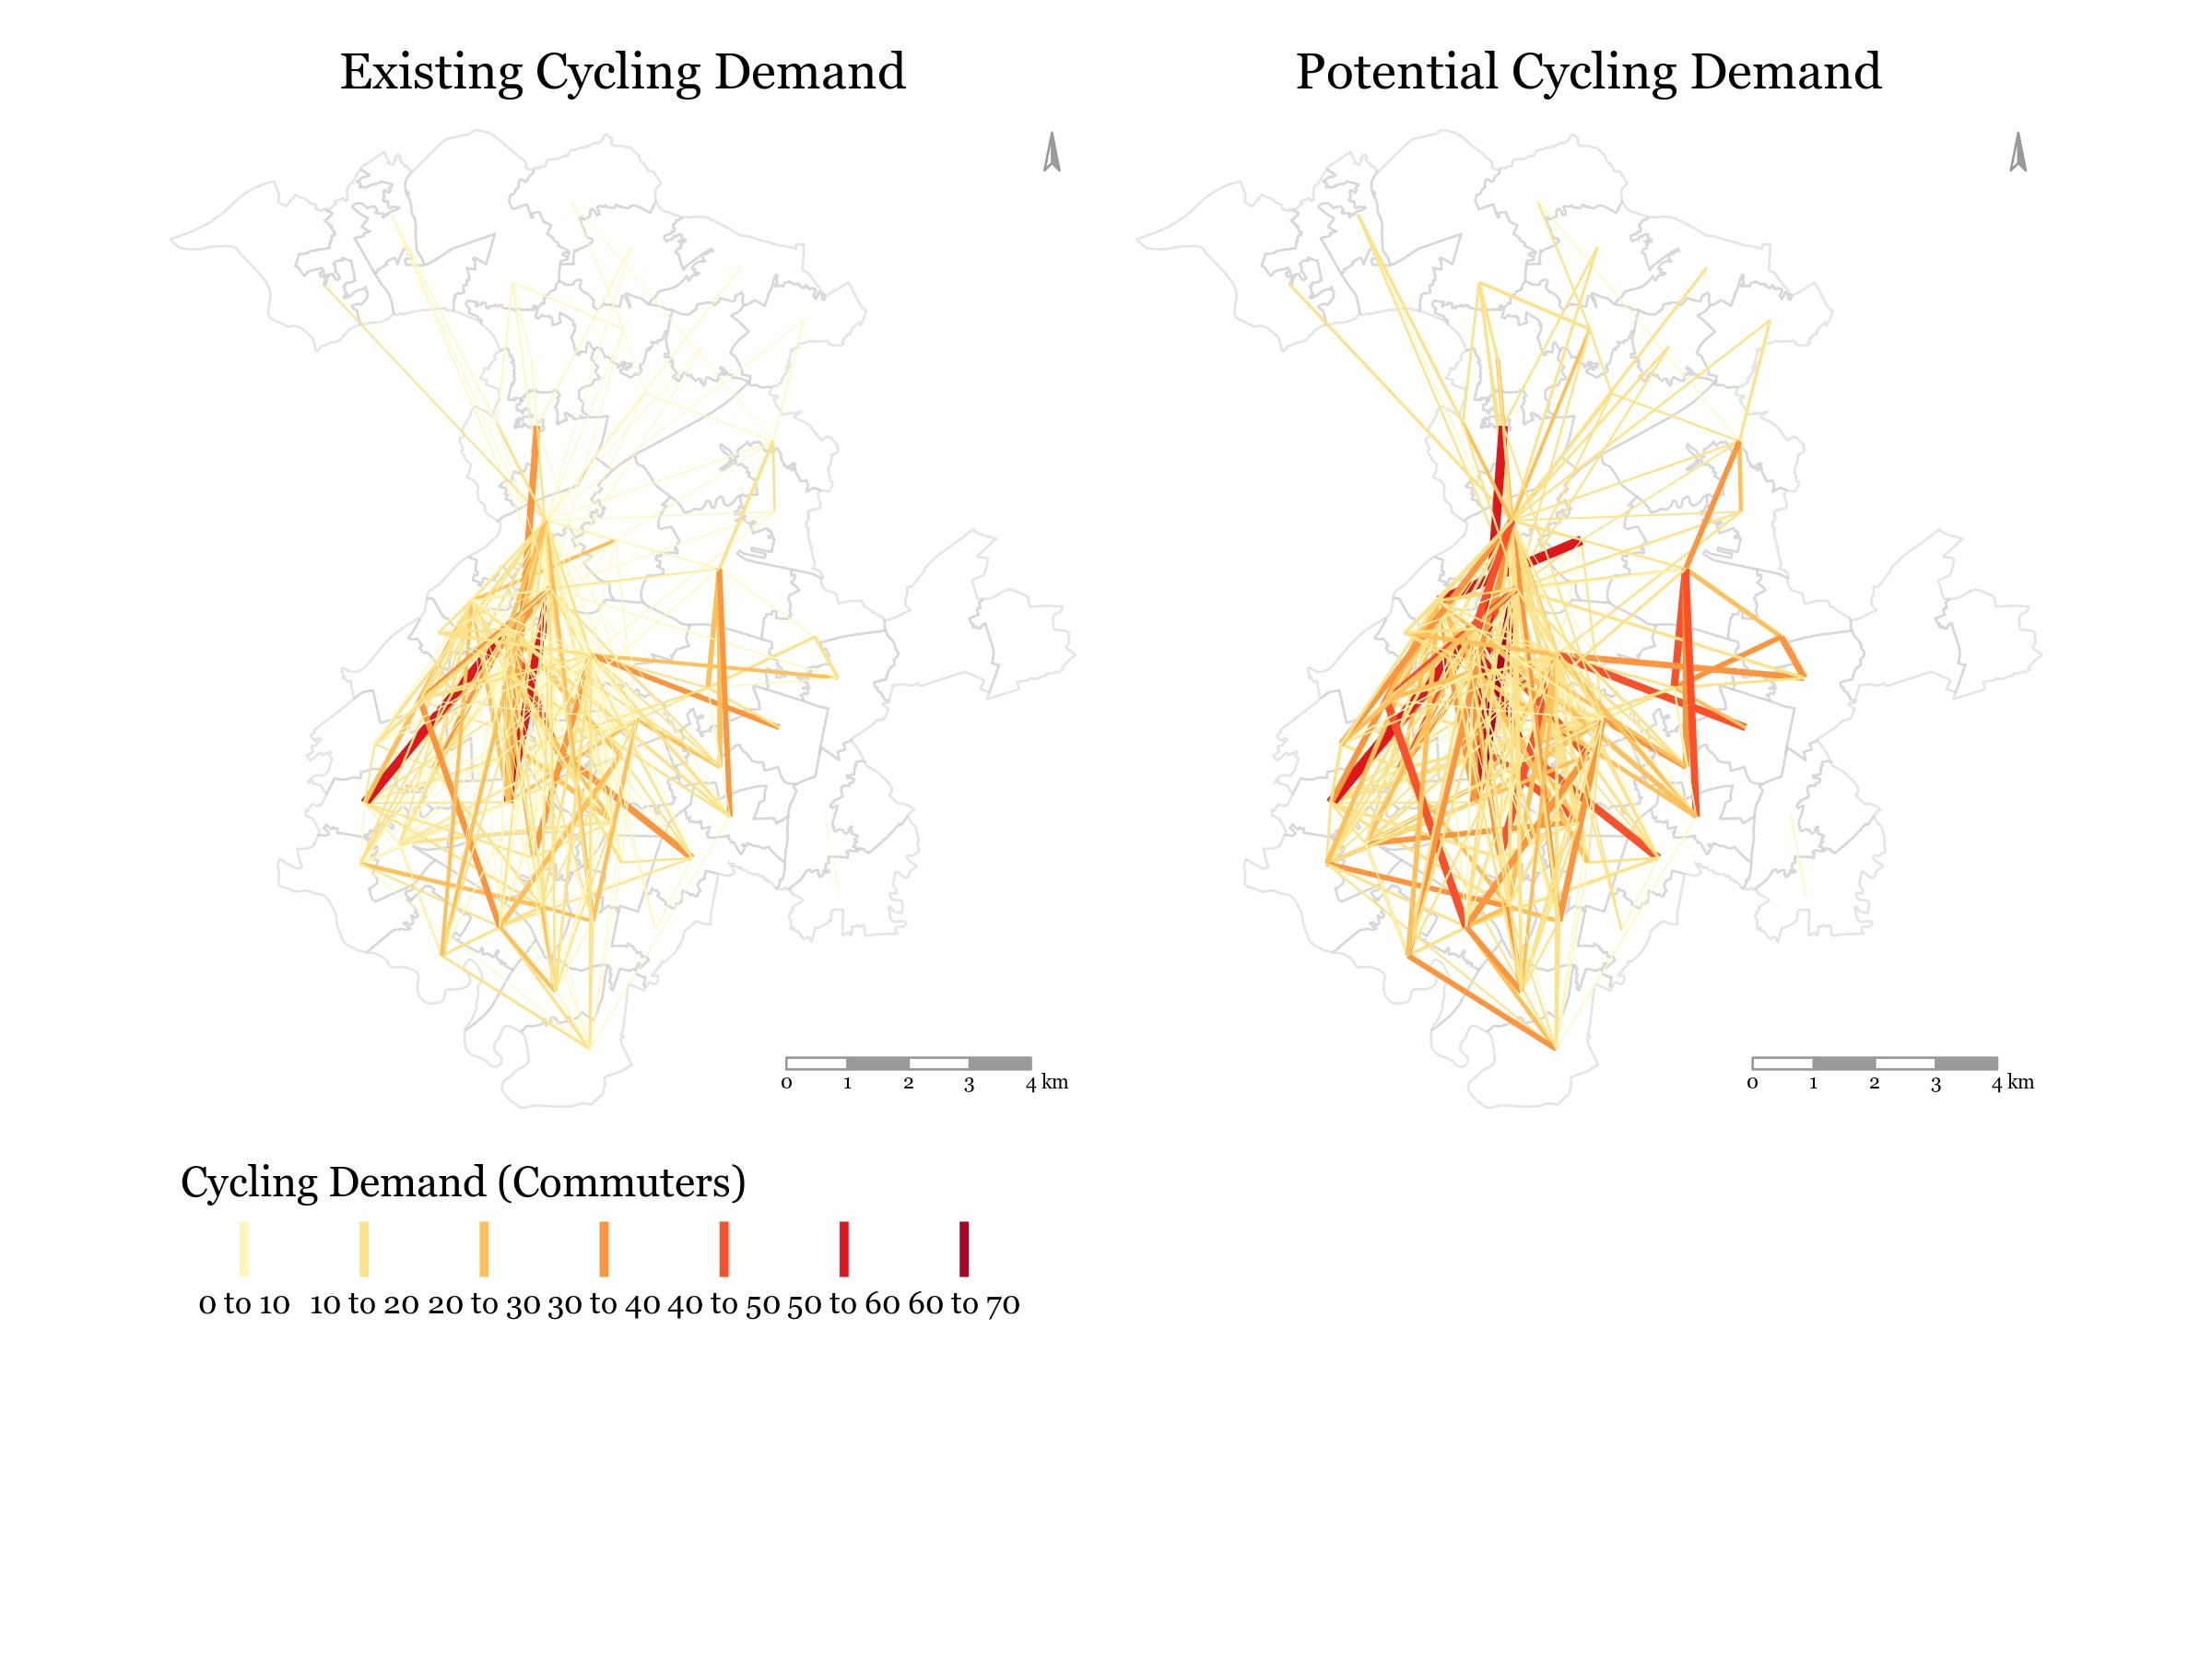 Existing Cycling Demand
Potential Cycling Demand
0 1 2 3 4 km
0 1 2 3 4 km
Cycling Demand (Commuters)
0 to 10 10 to 20 20 to 30 30 to 40 40 to 50 50 to 60 60 to 70